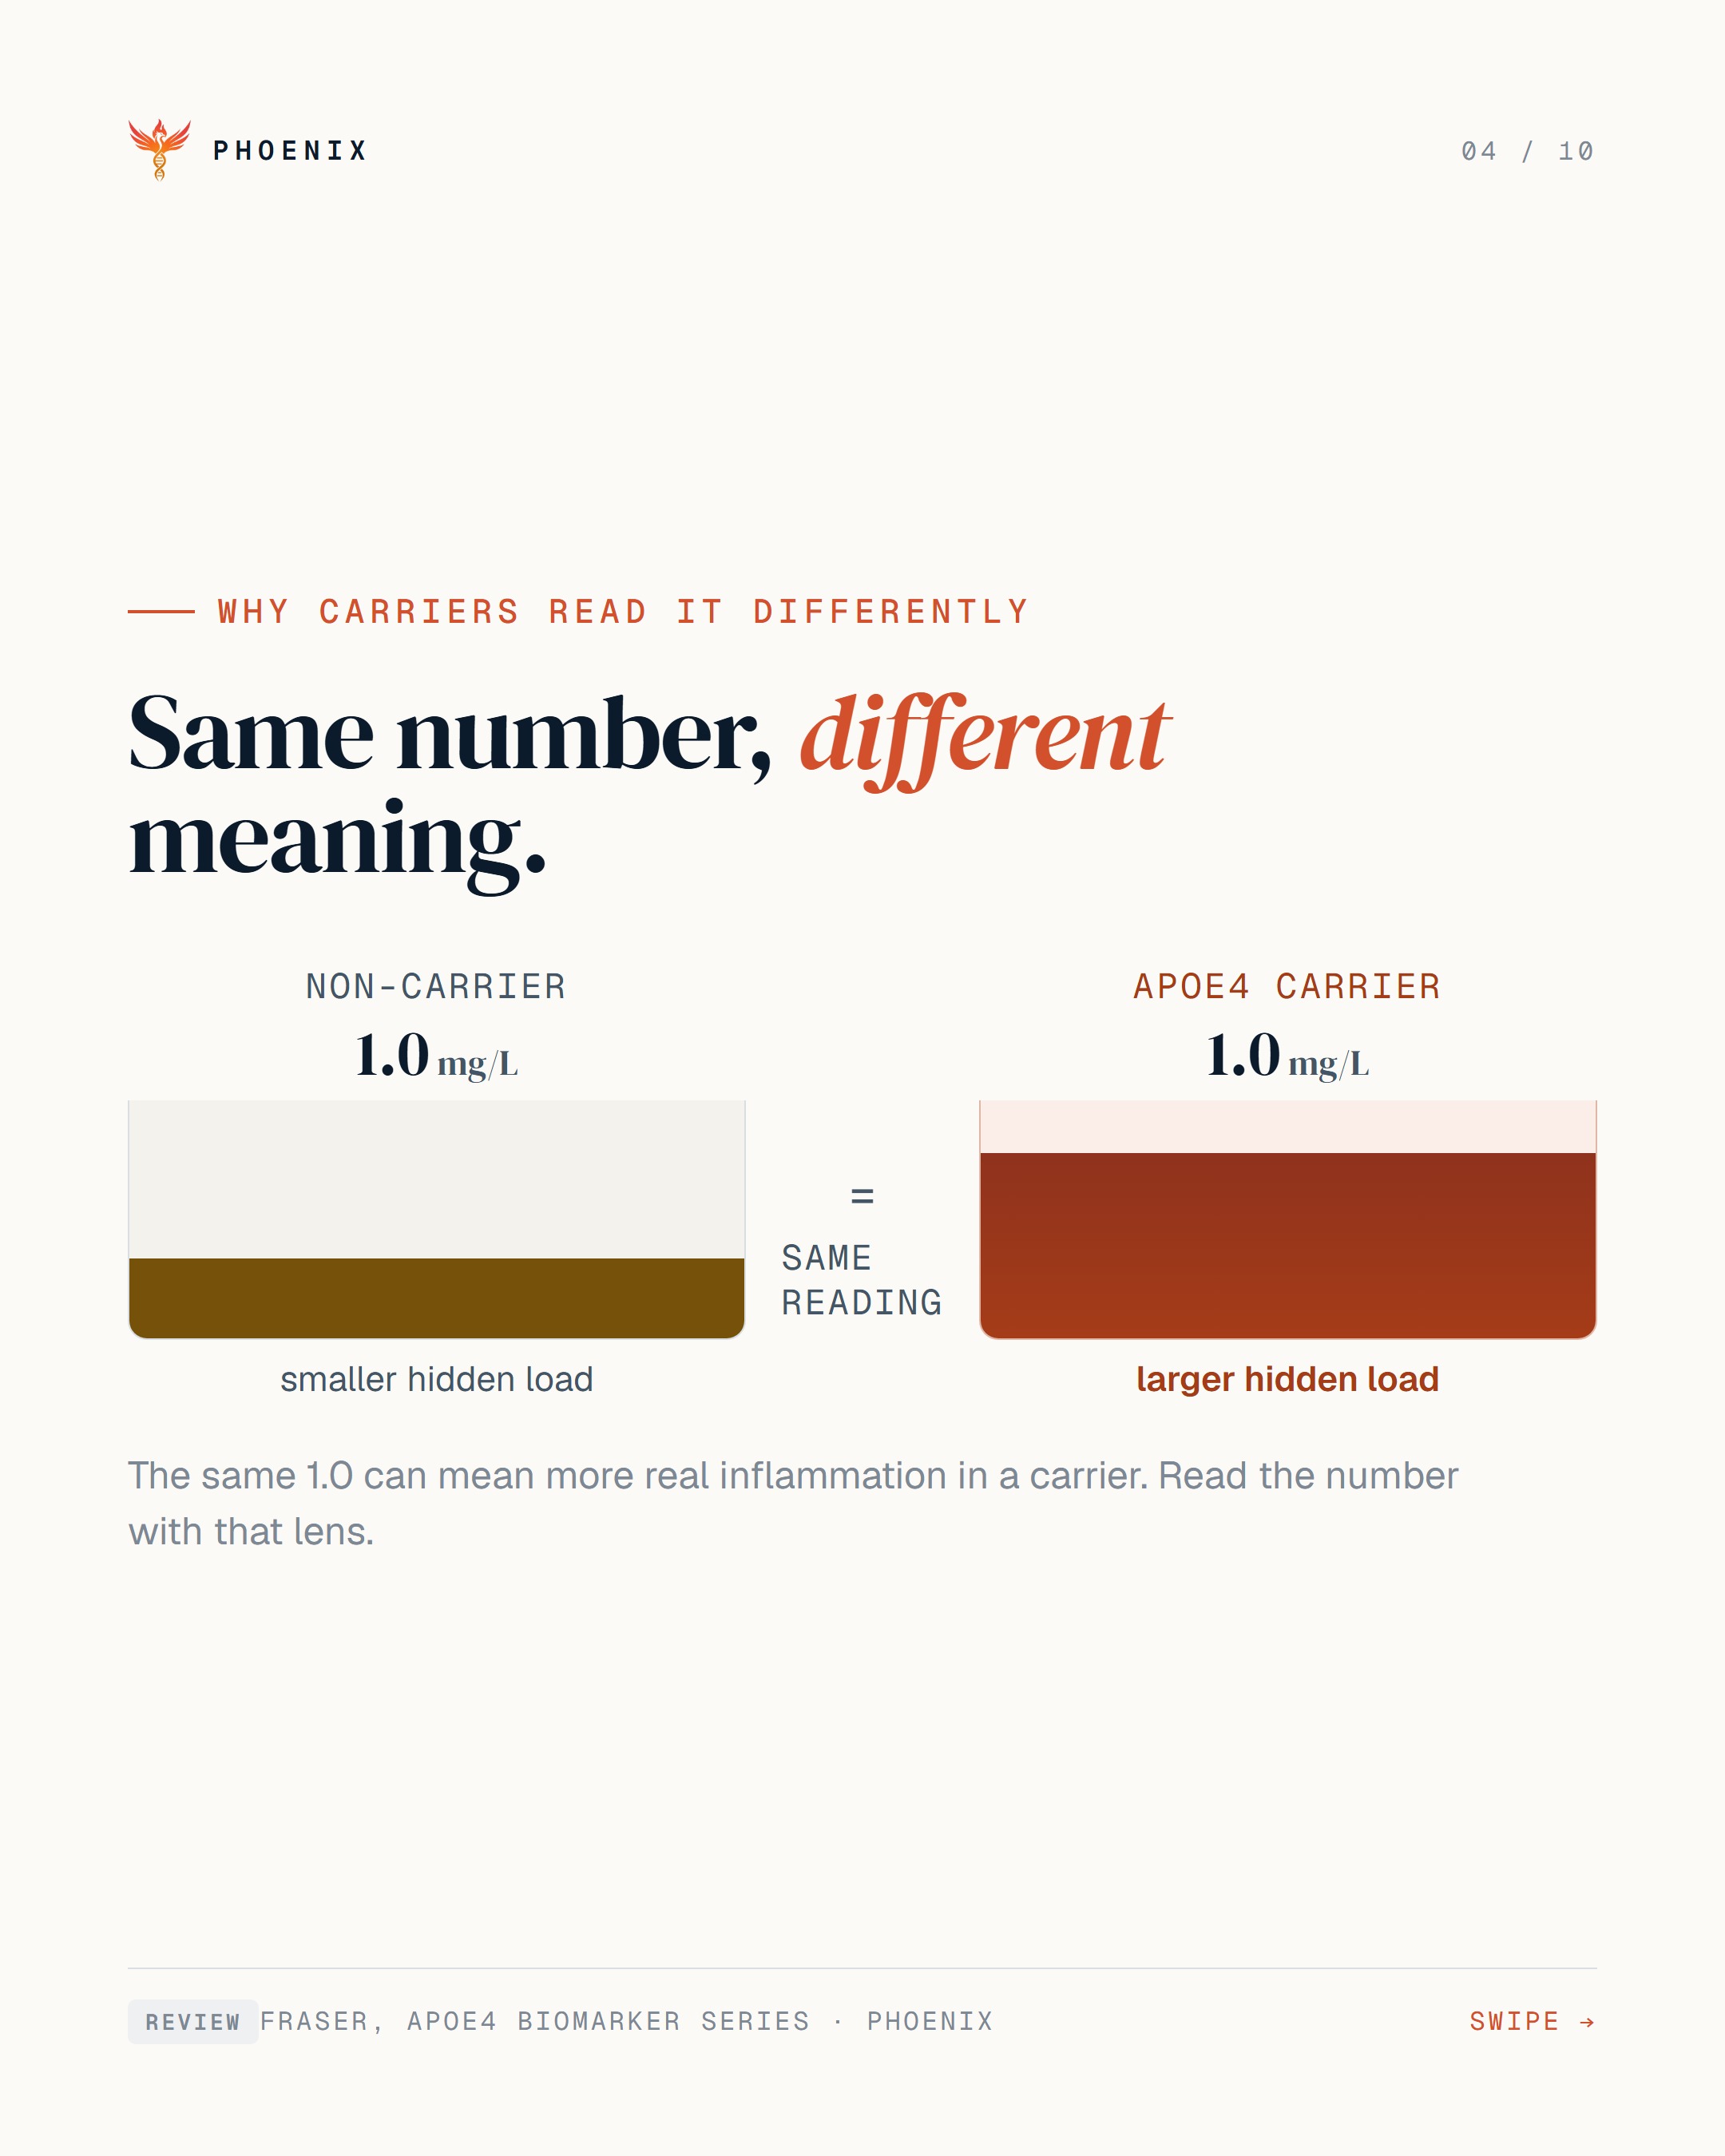 PHOENIX
04 / 10
WHY CARRIERS READ IT DIFFERENTLY
Same number, different
meaning.
NON-CARRIER
1.0 mg/L
APOE4 CARRIER
1.0 mg/L
=
SAME
READING
smaller hidden load
larger hidden load
The same 1.0 can mean more real inflammation in a carrier. Read the number
with that lens.
REVIEW FRASER, APOE4 BIOMARKER SERIES · PHOENIX
SWIPE →